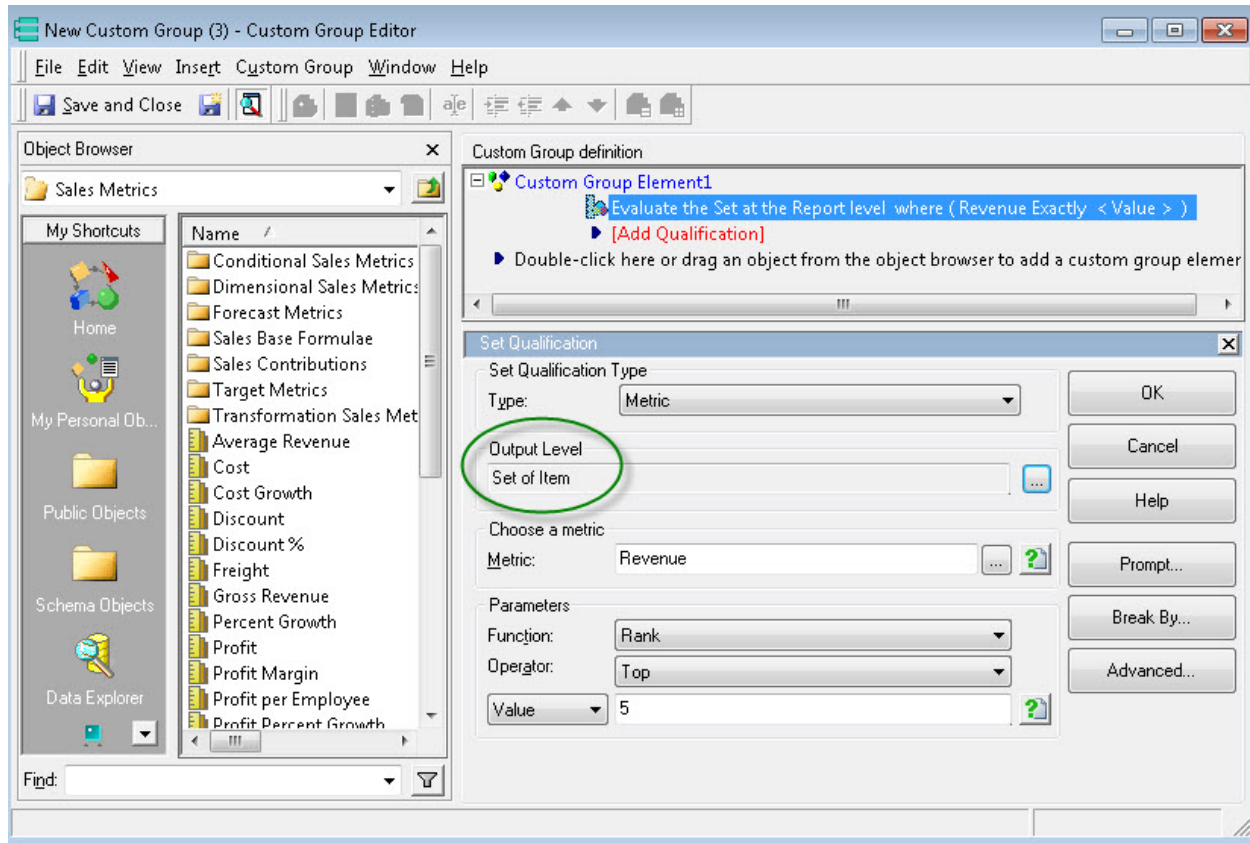 New Custom Group (3) - Custom Group Editor
File Edit View Insert Custom Group Window Help
Save and Close
Object Browser
Sales Metrics
My Shortcuts
Home
My Personal Ob...
Public Objects
Schema Objects
Data Explorer
Name
Conditional Sales Metrics
Dimensional Sales Metrics
Forecast Metrics
Sales Base Formulae
Sales Contributions
Target Metrics
Transformation Sales Met
Average Revenue
Cost
Cost Growth
Discount
Discount %
Freight
Gross Revenue
Percent Growth
Profit
Profit Margin
Profit per Employee
Profit Percent Growth
Find:
Custom Group definition
Custom Group Element1
Evaluate the Set at the Report level where ( Revenue Exactly < Value > )
[Add Qualification]
Double-click here or drag an object from the object browser to add a custom group elemer
Set Qualification
Set Qualification Type
Type: Metric
Output Level
Set of Item
...
Choose a metric
Metric: Revenue
...
Parameters
Function: Rank
Operator: Top
Value 5
OK
Cancel
Help
Prompt...
Break By...
Advanced...